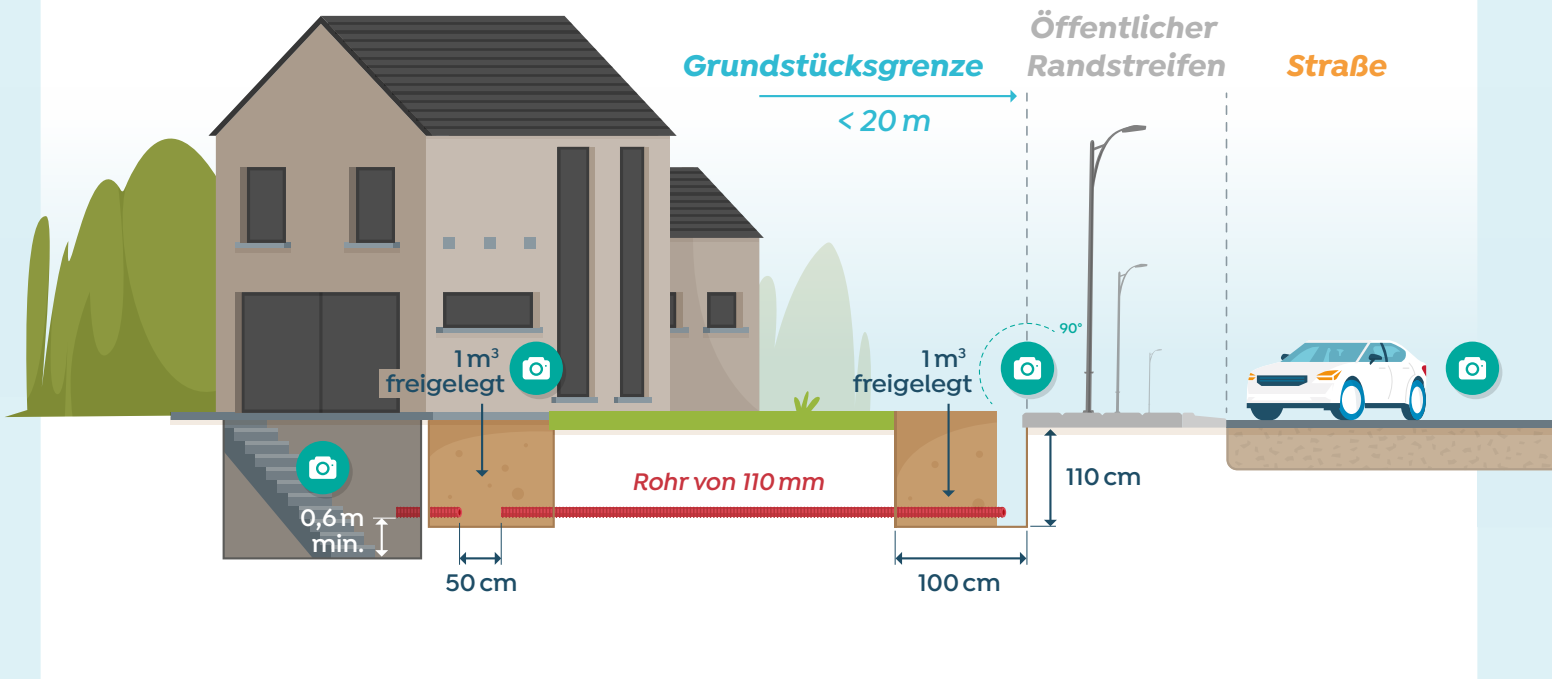 Grundstücksgrenze
< 20 m
Öffentlicher
Randstreifen
Straße
90°
1 m³
freigelegt
1 m³
freigelegt
Rohr von 110 mm
110 cm
0,6 m
min.
50 cm
100 cm